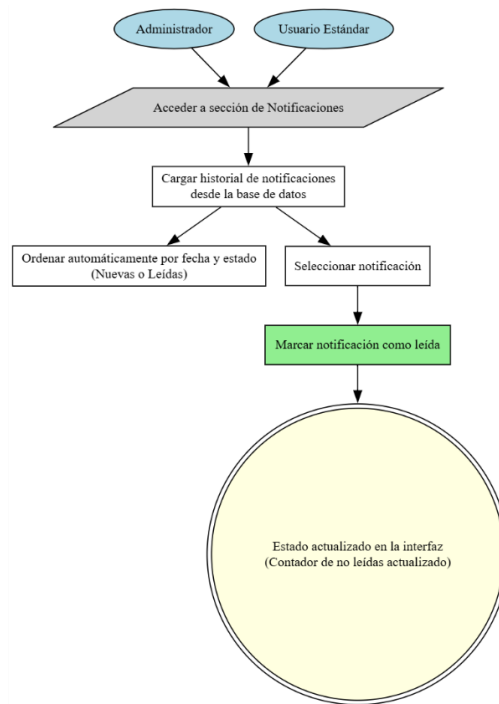 Administrador
Usuario Estándar
Acceder a sección de Notificaciones
Cargar historial de notificaciones
desde la base de datos
Ordenar automáticamente por fecha y estado
(Nuevas o Leídas)
Seleccionar notificación
Marcar notificación como leída
Estado actualizado en la interfaz
(Contador de no leídas actualizado)